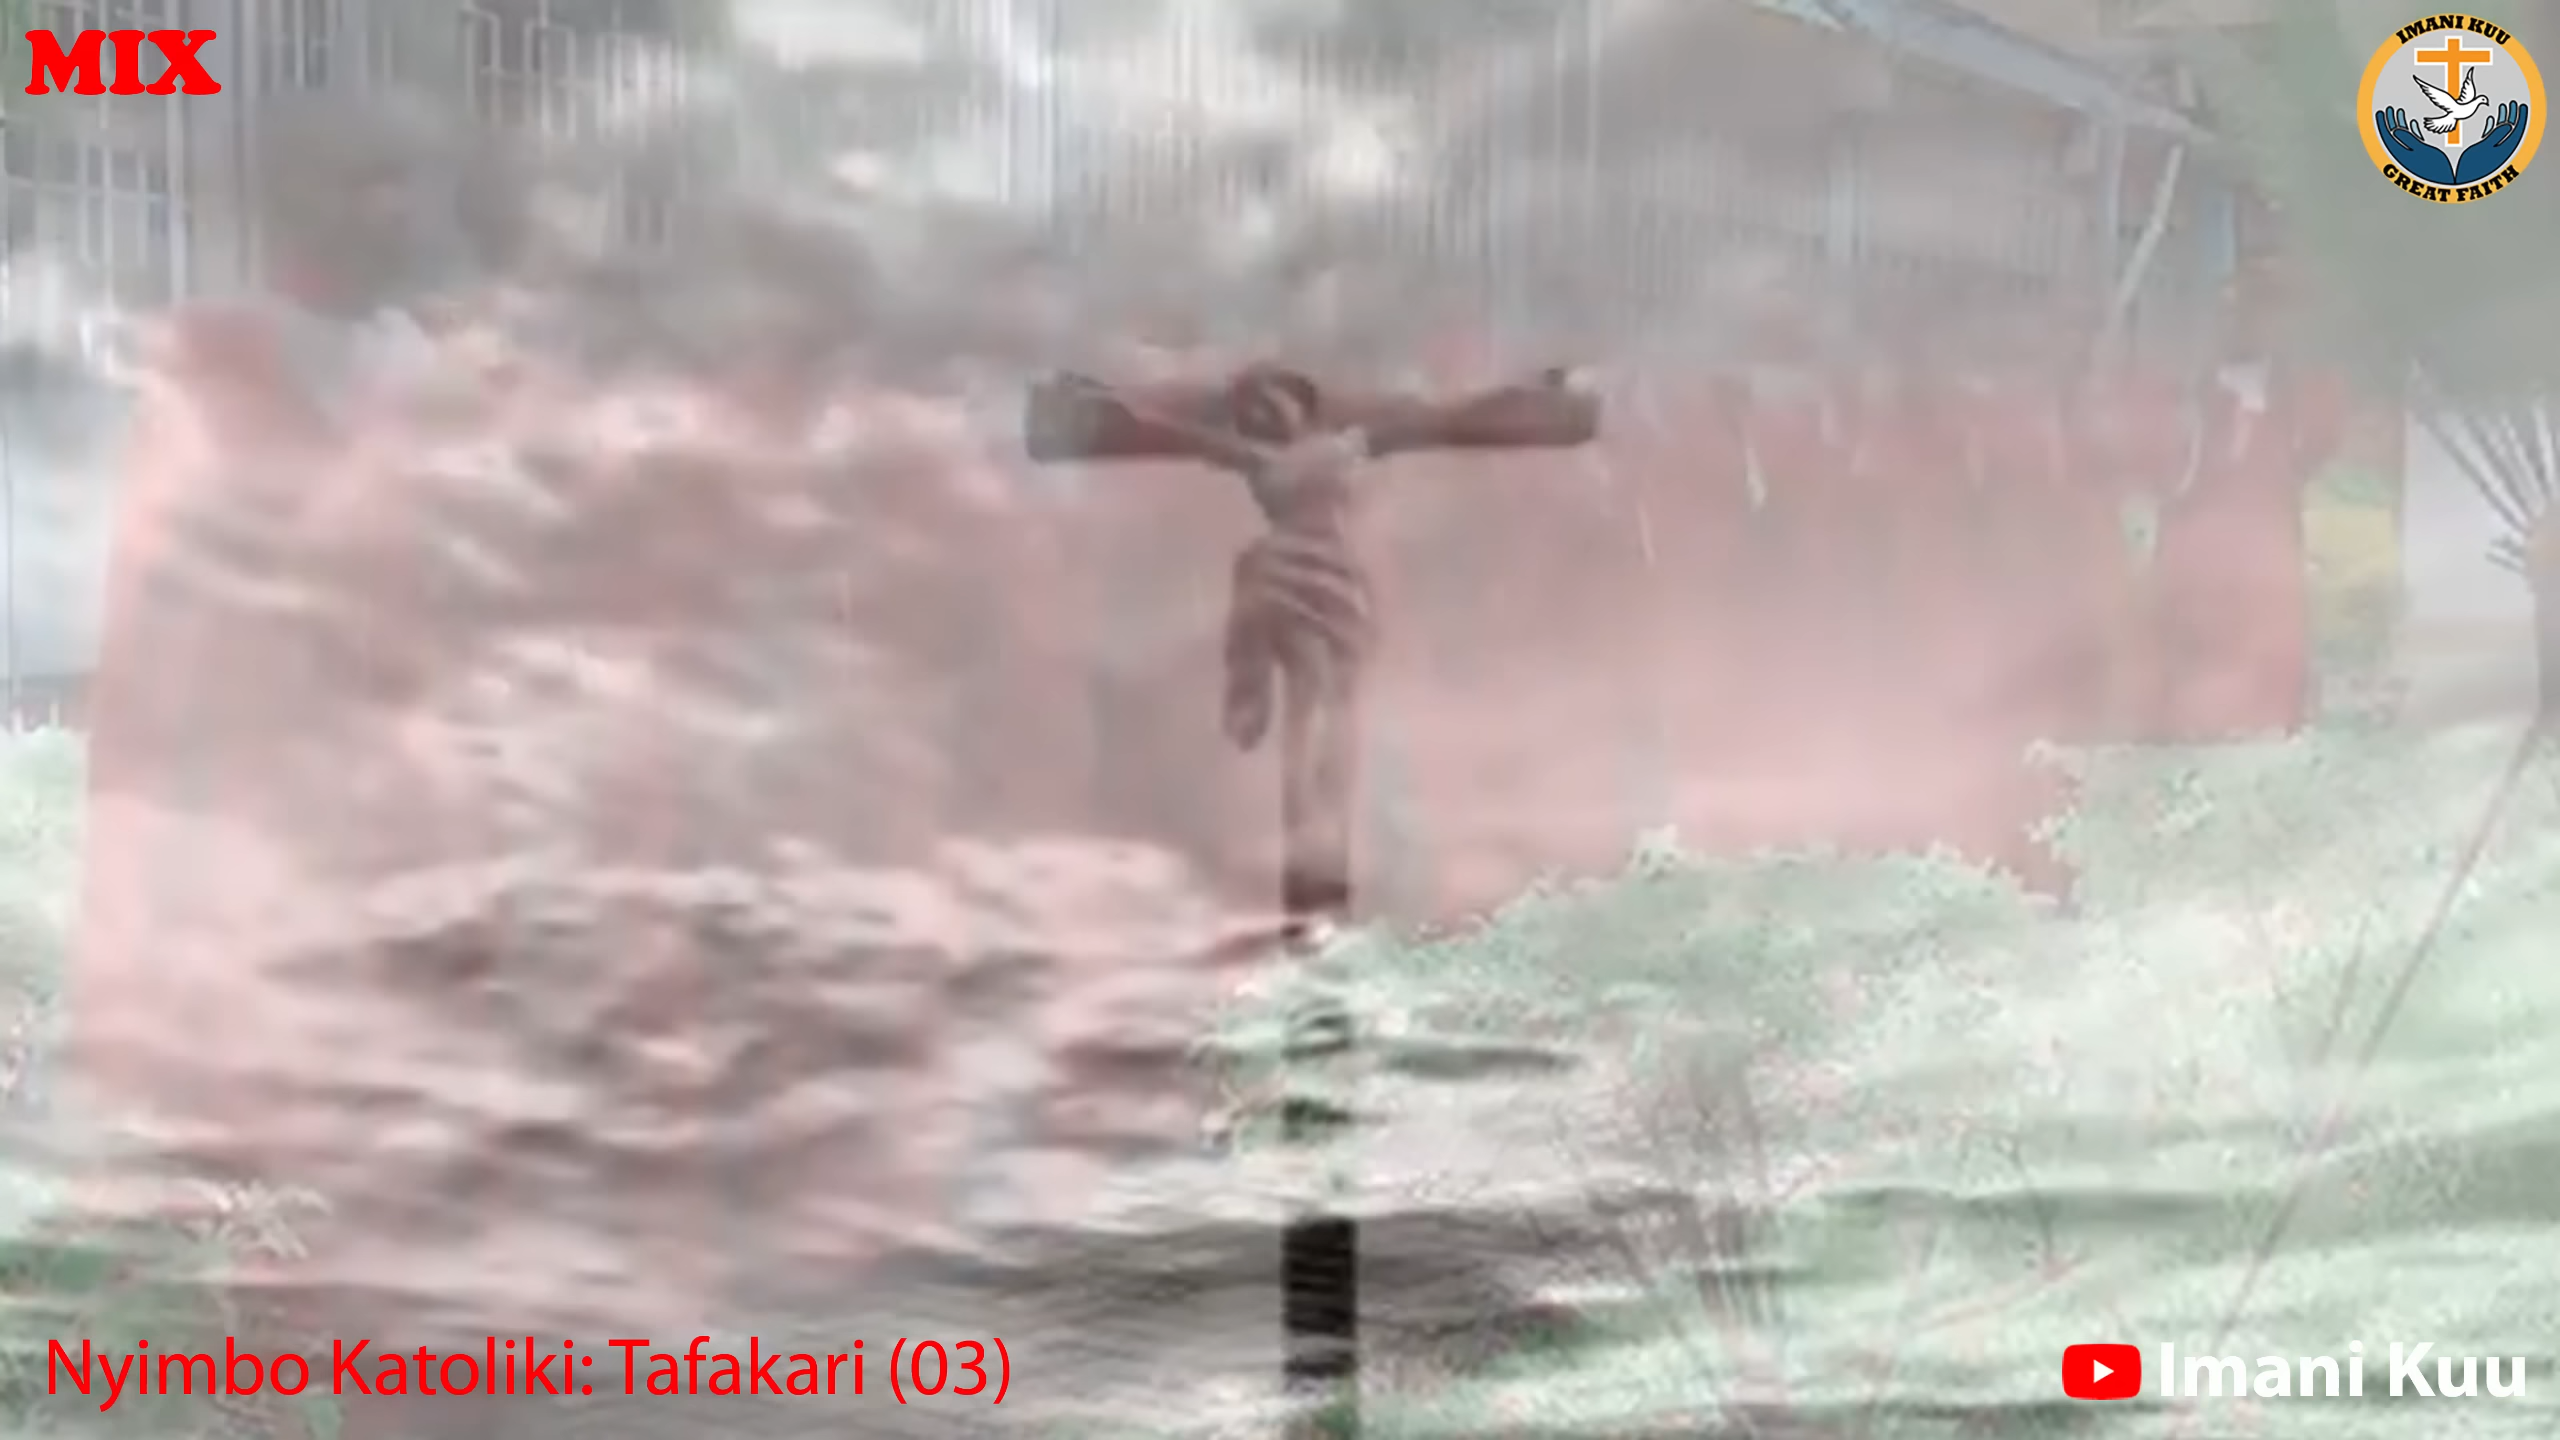 MIX
IMANI KUU
GREAT FAITH
Nyimbo Katoliki: Tafakari (03)
Imani Kuu